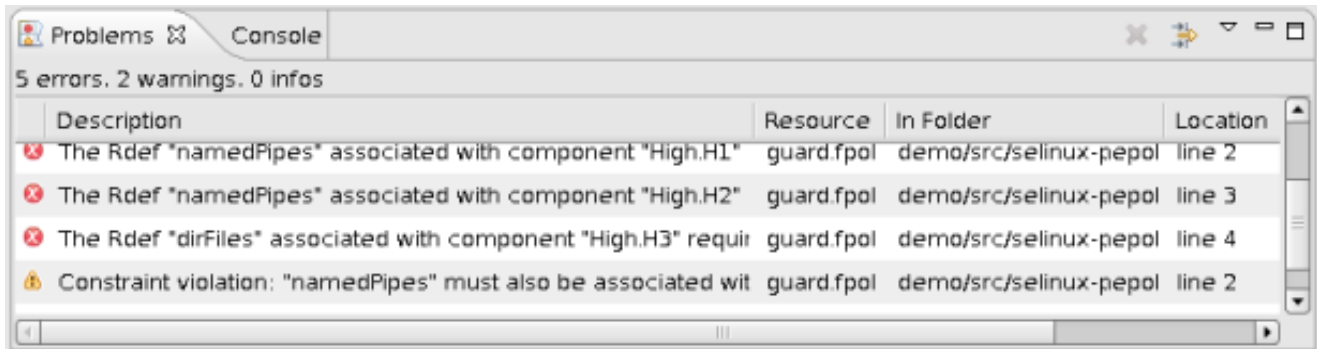 Problems Console
5 errors, 2 warnings, 0 infos
Description Resource In Folder Location
The Rdef "namedPipes" associated with component "High.H1" guard.fpol demo/src/selinux-pepol line 2
The Rdef "namedPipes" associated with component "High.H2" guard.fpol demo/src/selinux-pepol line 3
The Rdef "dirFiles" associated with component "High.H3" requir guard.fpol demo/src/selinux-pepol line 4
Constraint violation: "namedPipes" must also be associated wit guard.fpol demo/src/selinux-pepol line 2